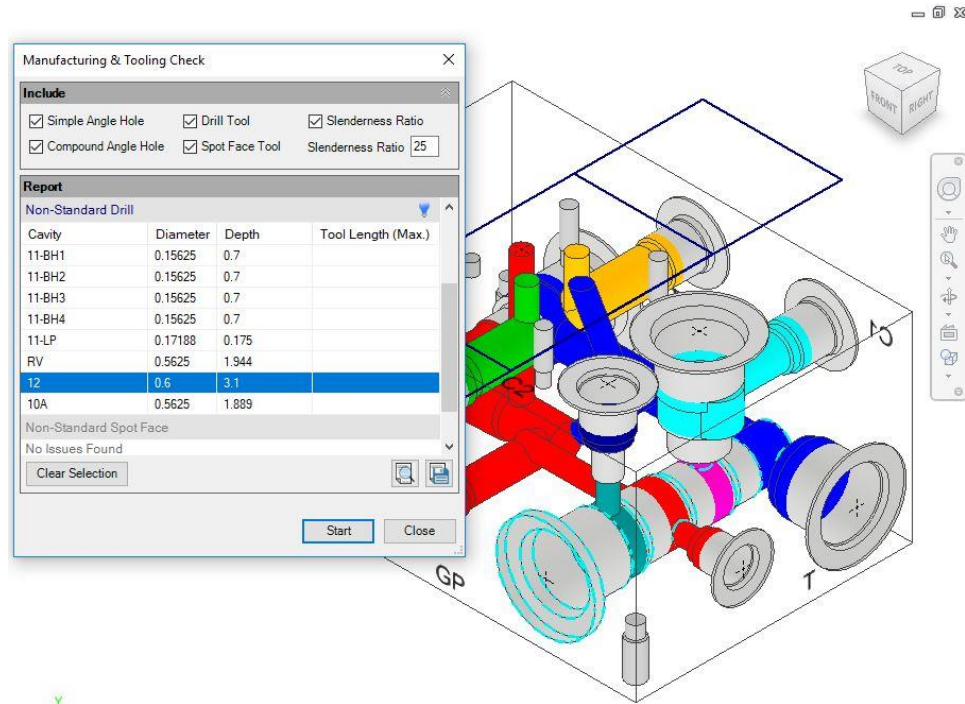 Manufacturing & Tooling Check
Include
Simple Angle Hole Drill Tool Slenderness Ratio
Compound Angle Hole Spot Face Tool Slenderness Ratio 25
Report
Non-Standard Drill
Cavity Diameter Depth Tool Length (Max.)
11-BH1 0.15625 0.7
11-BH2 0.15625 0.7
11-BH3 0.15625 0.7
11-BH4 0.15625 0.7
11-LP 0.17188 0.175
RV 0.5625 1.944
12 0.6 3.1
10A 0.5625 1.889
Non-Standard Spot Face
No Issues Found
Clear Selection
Start Close
TOP
FRONT RIGHT
C1
C2
GP
T
Y